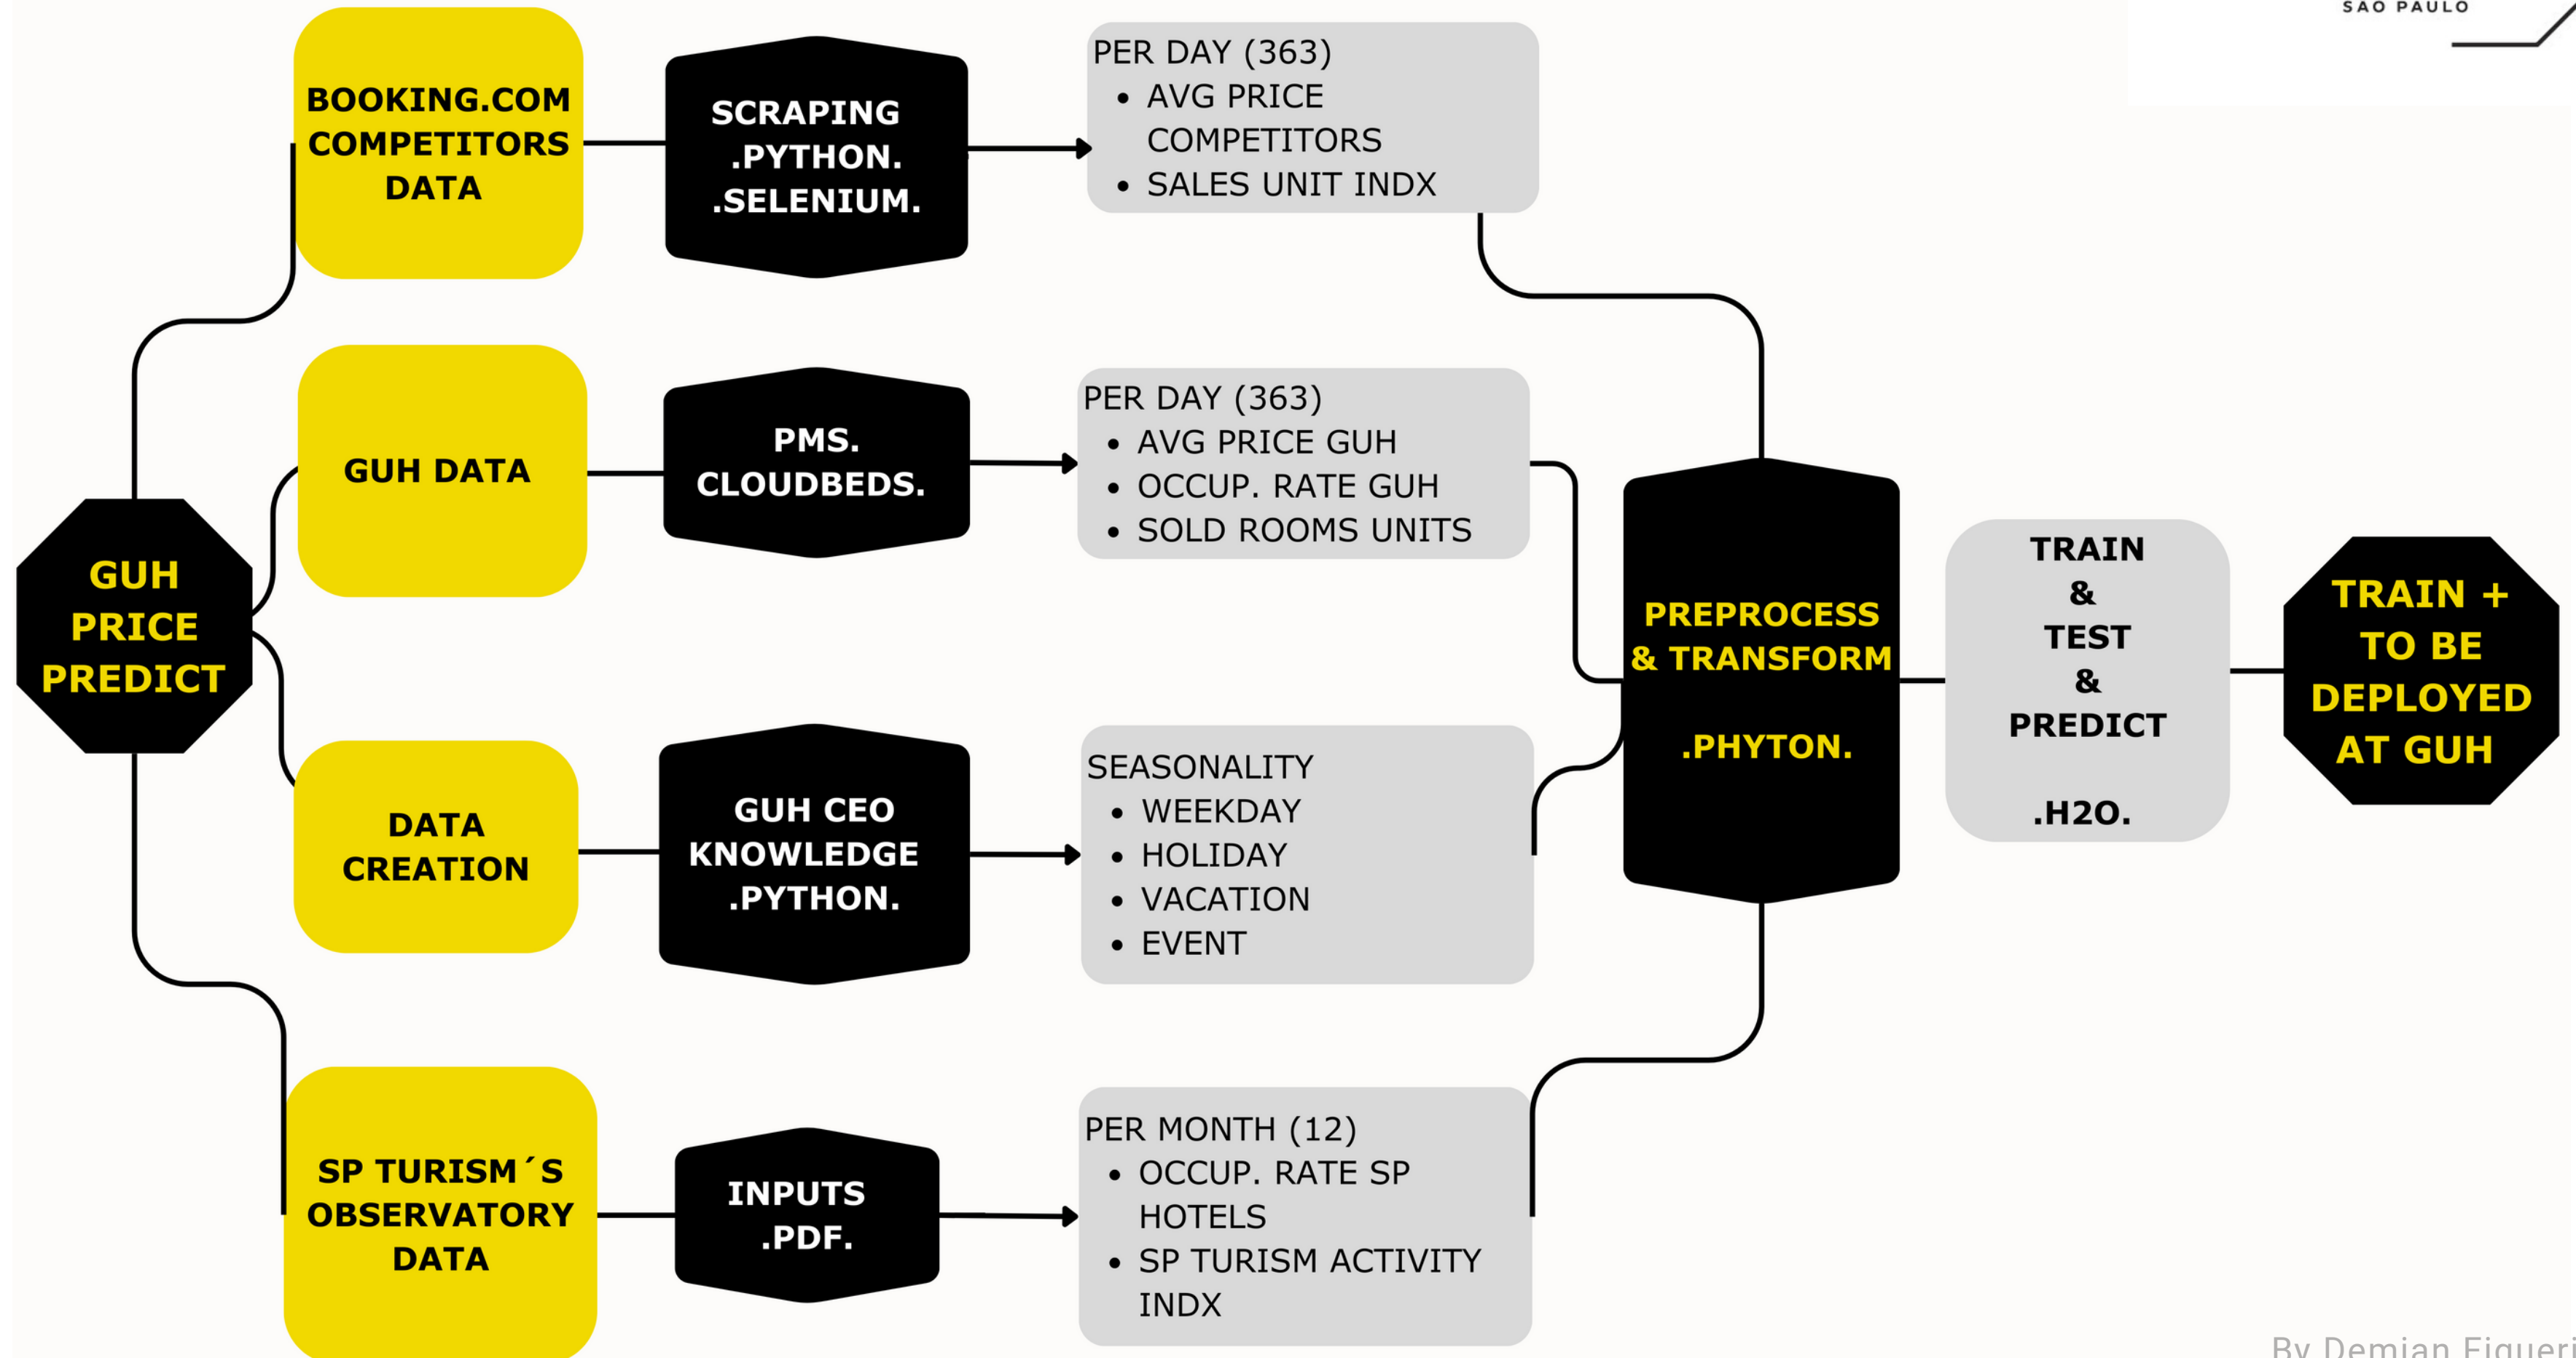 SAO PAULO
BOOKING.COM
COMPETITORS
DATA
SCRAPING
.PYTHON.
.SELENIUM.
PER DAY (363)
• AVG PRICE
COMPETITORS
• SALES UNIT INDX
GUH DATA
PMS.
CLOUDBEDS.
PER DAY (363)
• AVG PRICE GUH
• OCCUP. RATE GUH
• SOLD ROOMS UNITS
GUH
PRICE
PREDICT
DATA
CREATION
GUH CEO
KNOWLEDGE
.PYTHON.
SEASONALITY
• WEEKDAY
• HOLIDAY
• VACATION
• EVENT
SP TURISM´S
OBSERVATORY
DATA
INPUTS
.PDF.
PER MONTH (12)
• OCCUP. RATE SP
HOTELS
• SP TURISM ACTIVITY
INDX
PREPROCESS
& TRANSFORM
.PHYTON.
TRAIN
&
TEST
&
PREDICT
.H2O.
TRAIN +
TO BE
DEPLOYED
AT GUH
By Demian Figueri